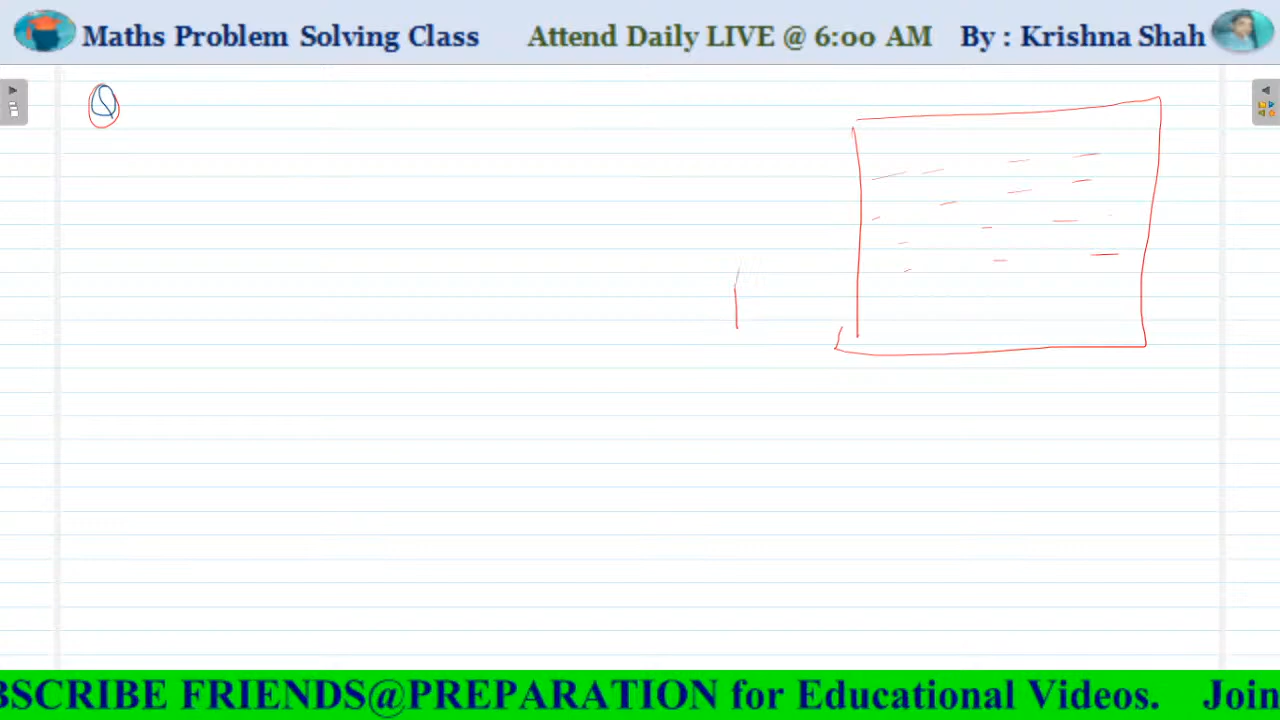 Maths Problem Solving Class Attend Daily LIVE @ 6:00 AM By : Krishna Shah
Q
BSCRIBE FRIENDS@PREPARATION for Educational Videos. Join